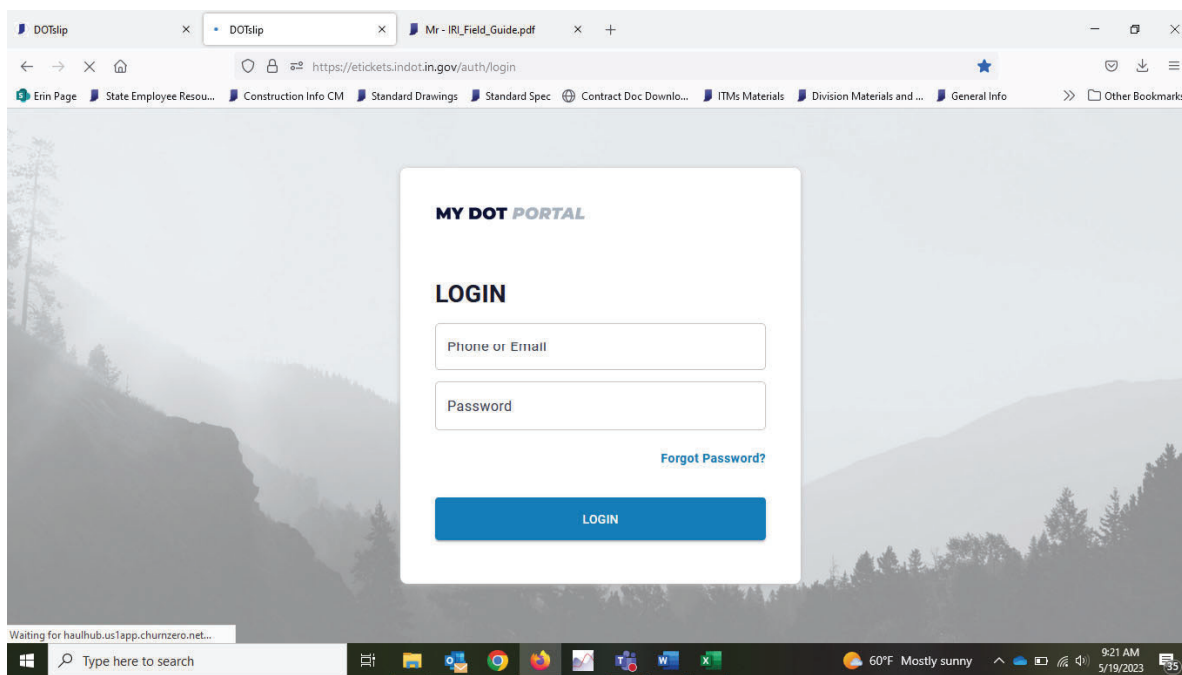 DOTslip
DOTslip
Mr - IRI_Field_Guide.pdf
https://etickets.indot.in.gov/auth/login
Erin Page
State Employee Resou...
Construction Info CM
Standard Drawings
Standard Spec
Contract Doc Downlo...
ITMs Materials
Division Materials and ...
General Info
Other Bookmarks
MY DOT PORTAL
LOGIN
Phone or Email
Password
Forgot Password?
LOGIN
Waiting for haulhub.us1app.churnzero.net...
Type here to search
60°F Mostly sunny
9:21 AM
5/19/2023
35